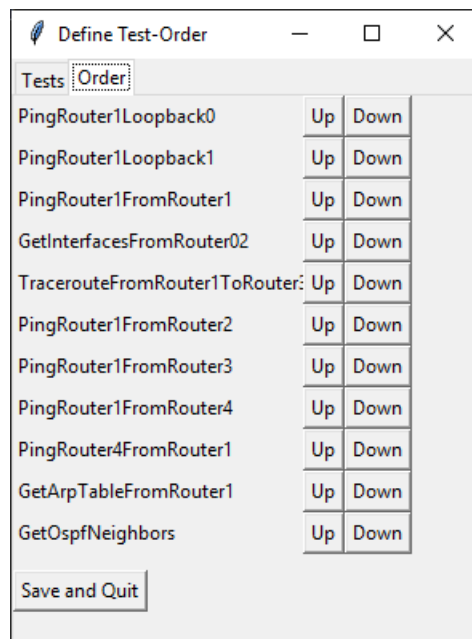 Define Test-Order
Tests Order
PingRouter1Loopback0 Up Down
PingRouter1Loopback1 Up Down
PingRouter1FromRouter1 Up Down
GetInterfacesFromRouter02 Up Down
TracerouteFromRouter1ToRouter3 Up Down
PingRouter1FromRouter2 Up Down
PingRouter1FromRouter3 Up Down
PingRouter1FromRouter4 Up Down
PingRouter4FromRouter1 Up Down
GetArpTableFromRouter1 Up Down
GetOspfNeighbors Up Down
Save and Quit